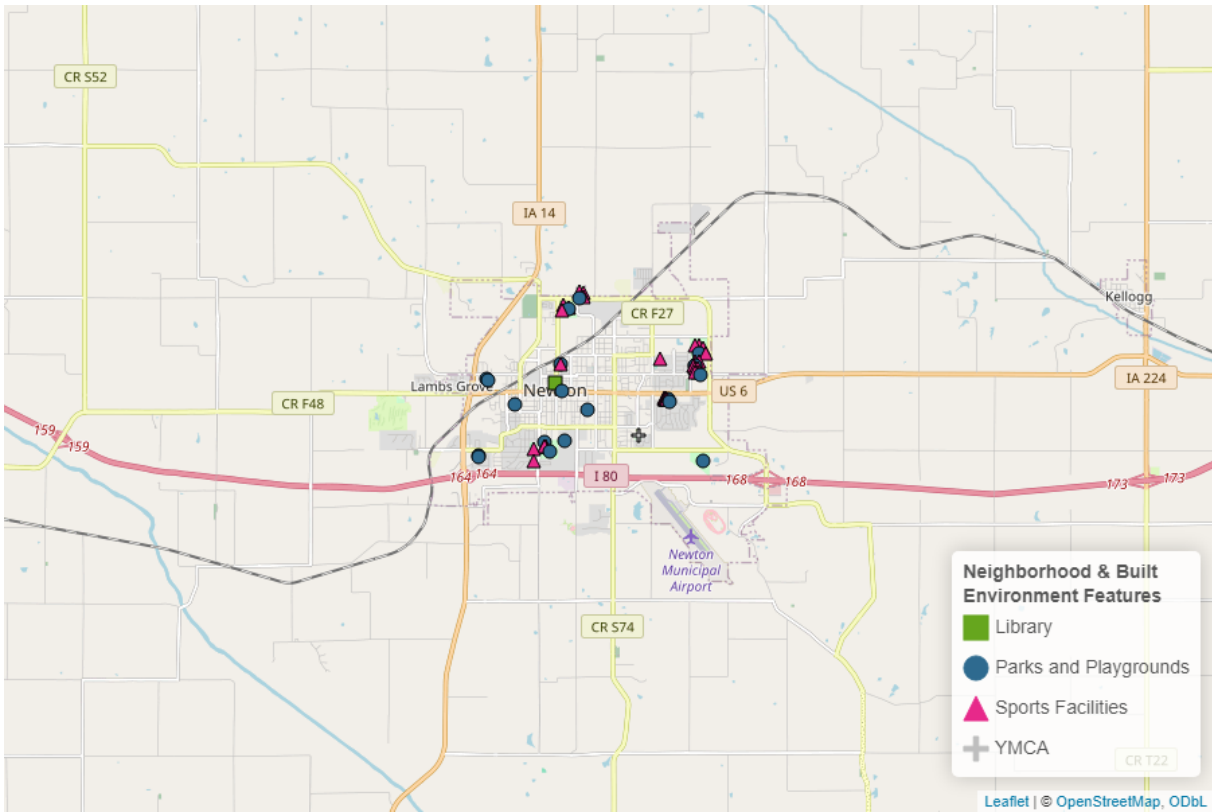 CR S52
IA 14
Kellogg
CR F27
Lambs Grove
Newton
US 6
IA 224
CR F48
159
159
164
164
I 80
168
168
173
173
Newton
Municipal
Airport
CR S74
CR T22
Neighborhood & Built
Environment Features
Library
Parks and Playgrounds
Sports Facilities
YMCA
Leaflet | © OpenStreetMap, ODbL